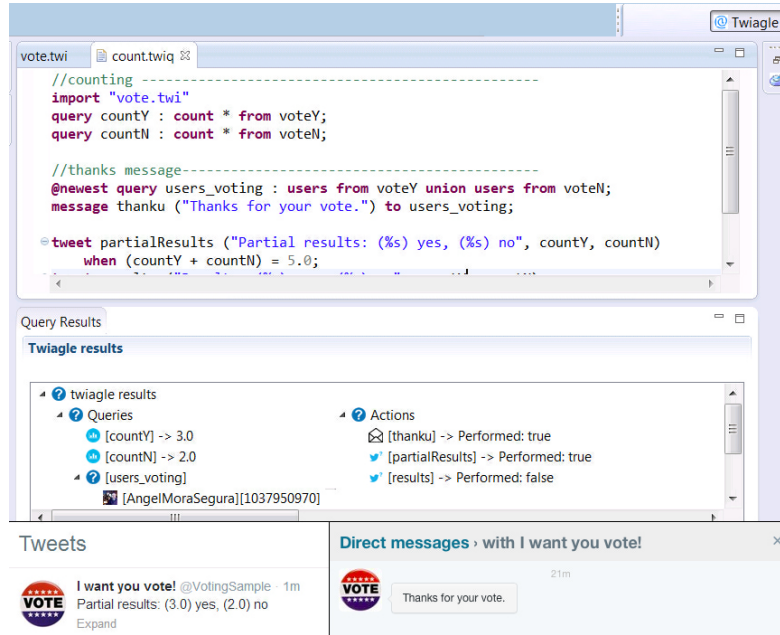 @ Twiagle
vote.twi
count.twiq
//counting -------------------------------------------------
import "vote.twi"
query countY : count * from voteY;
query countN : count * from voteN;
//thanks message--------------------------------------------
@newest query users_voting : users from voteY union users from voteN;
message thanku ("Thanks for your vote.") to users_voting;
tweet partialResults ("Partial results: (%s) yes, (%s) no", countY, countN)
when (countY + countN) = 5.0;
Query Results
Twiagle results
twiagle results
Queries
[countY] -> 3.0
[countN] -> 2.0
[users_voting]
[AngelMoraSegura][1037950970]
Actions
[thanku] -> Performed: true
[partialResults] -> Performed: true
[results] -> Performed: false
Tweets
VOTE
I want you vote! @VotingSample · 1m
Partial results: (3.0) yes, (2.0) no
Expand
Direct messages › with I want you vote!
21m
VOTE
Thanks for your vote.